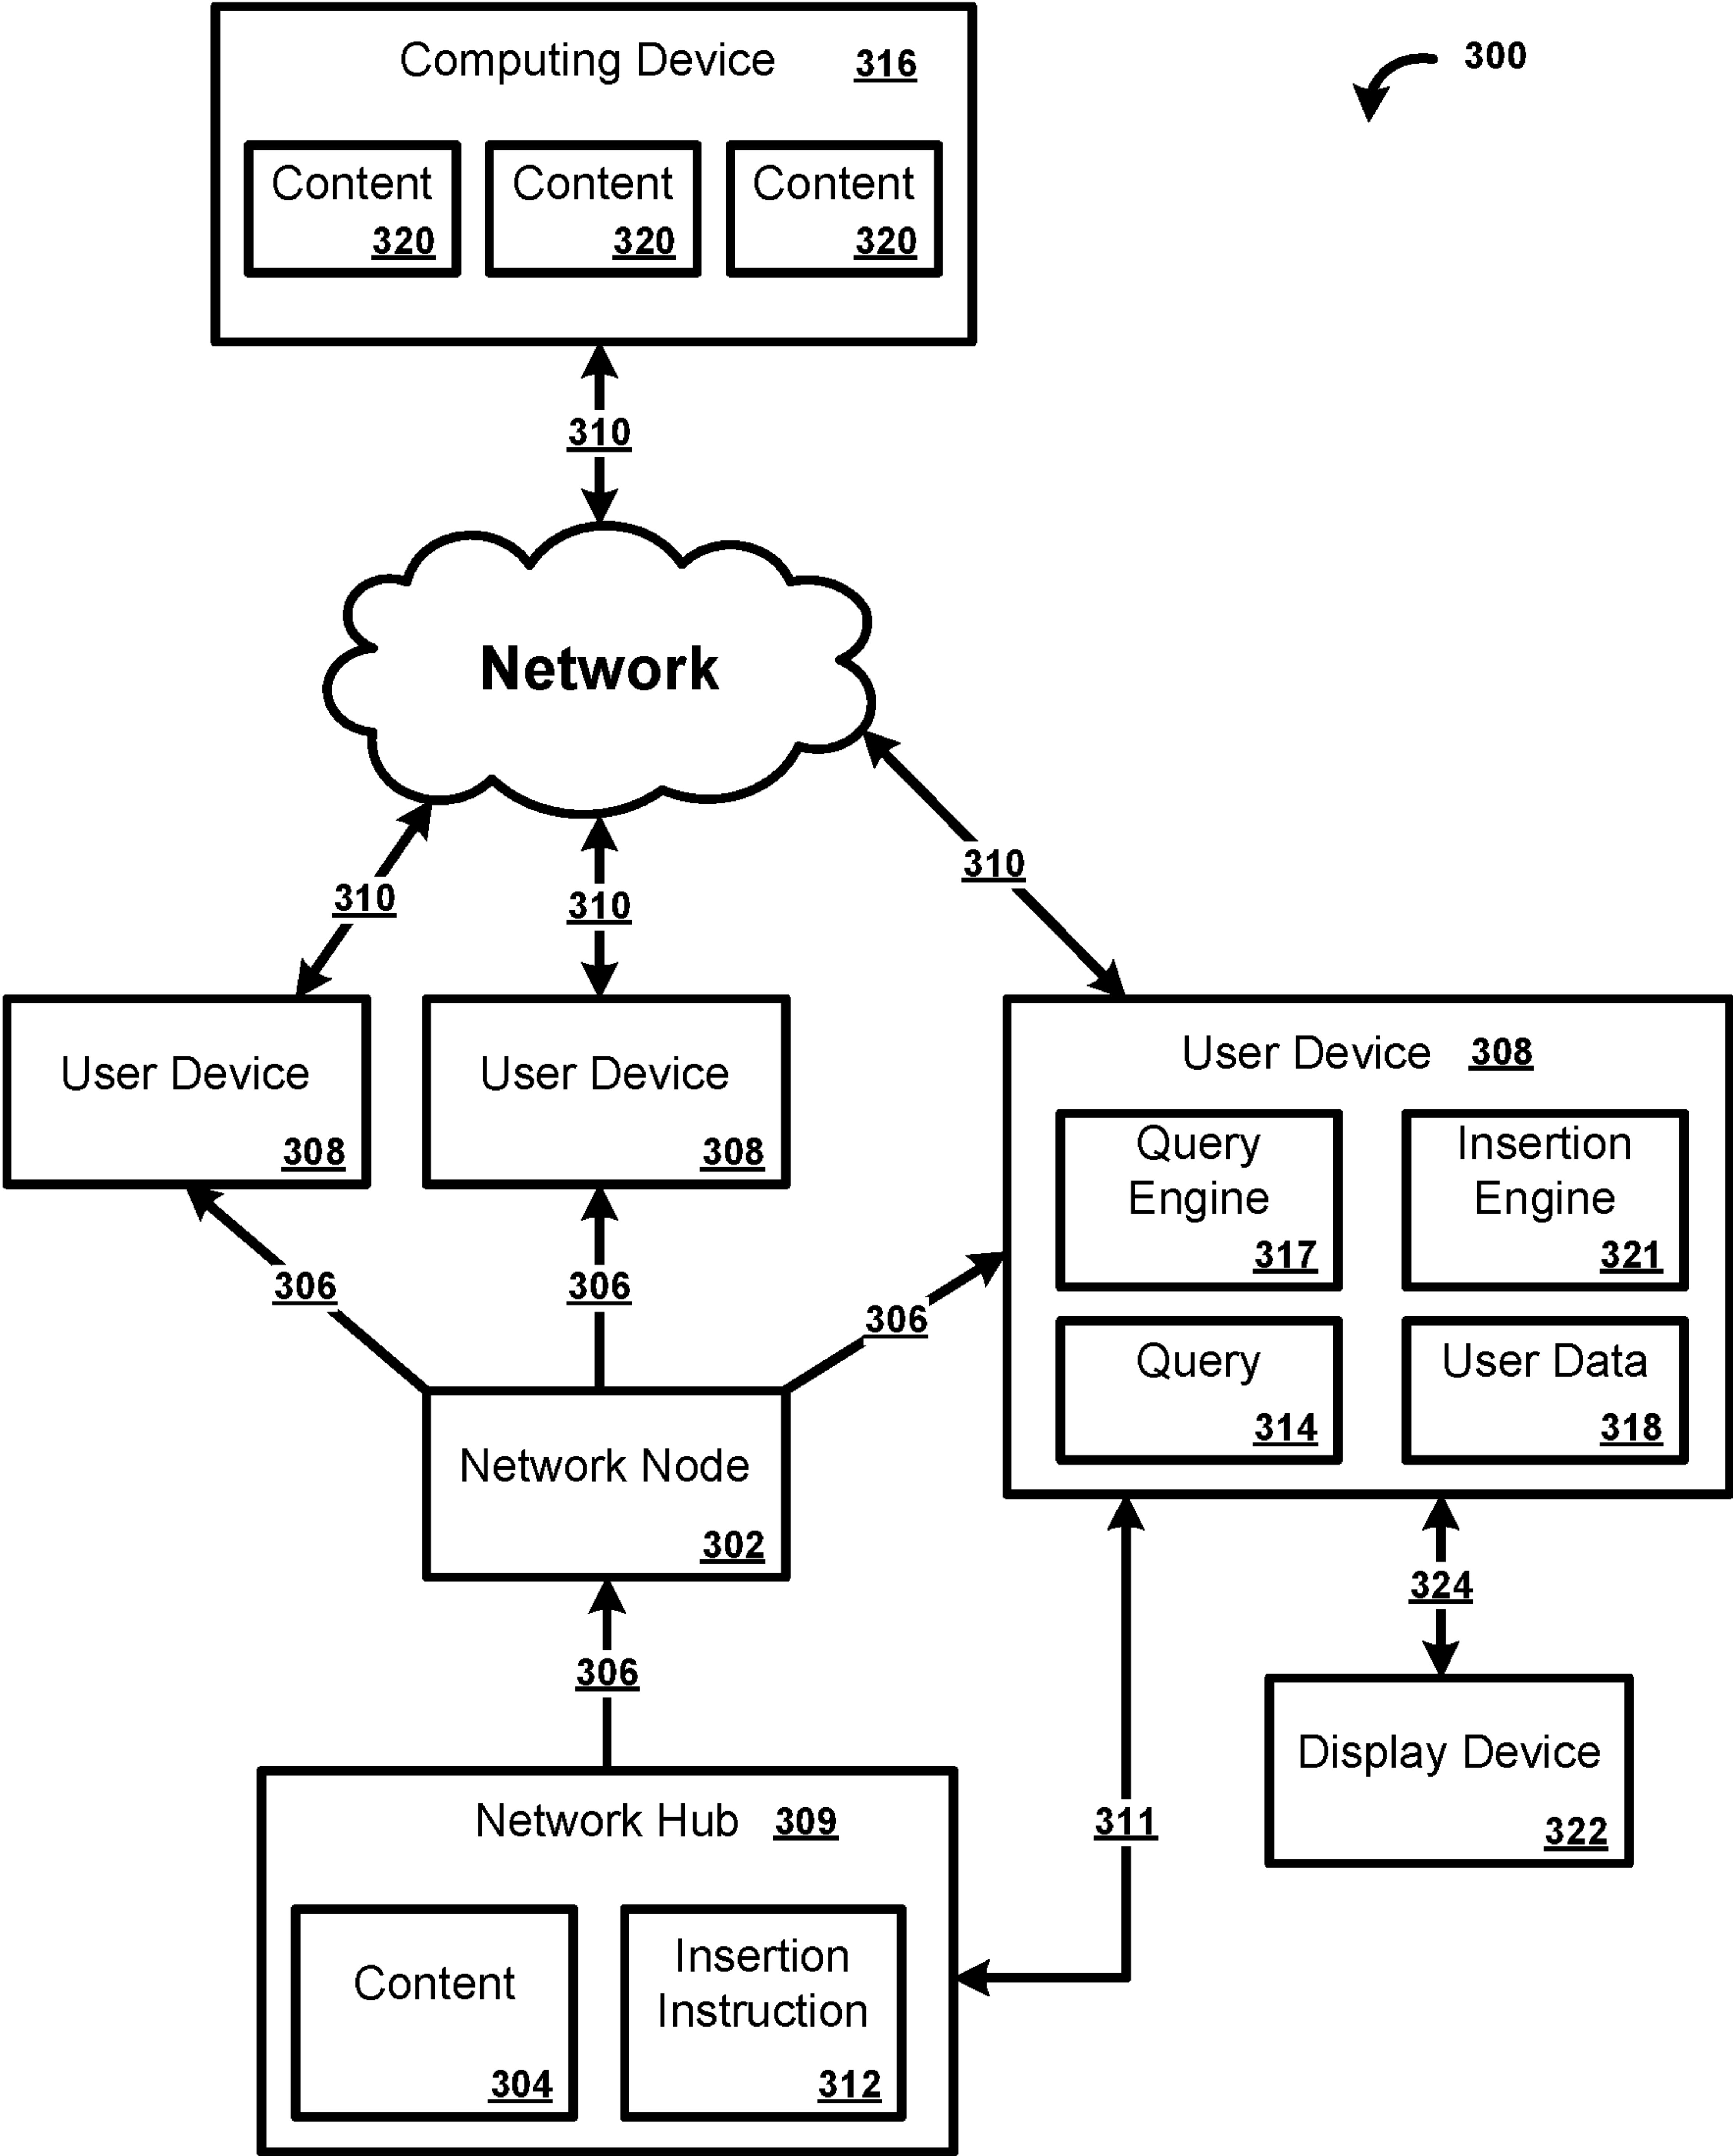 Computing Device 316
300
Content Content Content
320 320 320
310
Network
310
310 310
User Device
308
User Device
308
User Device 308
Query
Engine
317
Insertion
Engine
321
Query
314
User Data
318
306 306 306
Network Node
302
324
306
Display Device
322
311
Network Hub 309
Content
304
Insertion
Instruction
312